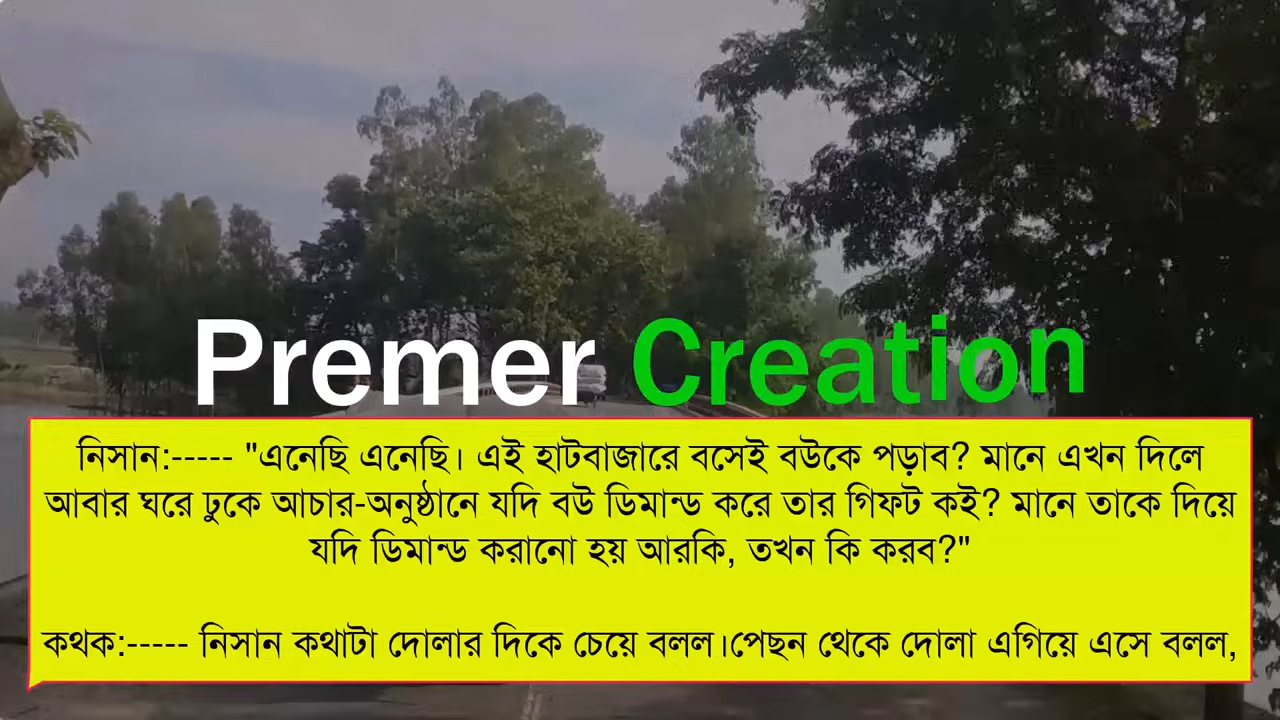 Premer Creation
নিসান:----- "এনেছি এনেছি। এই হাটবাজারে বসেই বউকে পড়াব? মানে এখন দিলে
আবার ঘরে ঢুকে আচার-অনুষ্ঠানে যদি বউ ডিমান্ড করে তার গিফট কই? মানে তাকে দিয়ে
যদি ডিমান্ড করানো হয় আরকি, তখন কি করব?"
কথক:----- নিসান কথাটা দোলার দিকে চেয়ে বলল।পেছন থেকে দোলা এগিয়ে এসে বলল,